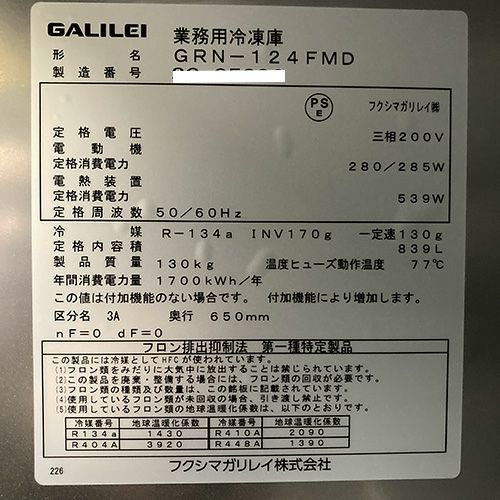 GALILEI 業務用冷凍庫
形名 GRN-124FMD
製造番号
PS E フクシマガリレイ㈱
定格電圧 三相200V
電動機
定格消費電力 280/285W
電熱装置
定格消費電力 539W
定格周波数 50/60Hz
冷媒 R-134a INV170g 一定速130g
定格内容積 839L
製品質量 130kg 温度ヒューズ動作温度 77℃
年間消費電力量 1700kWh/年
この値は付加機能のない場合です。 付加機能により増加します。
区分名 3A 奥行 650mm
nF=0 dF=0
フロン排出抑制法 第一種特定製品
この製品には冷媒としてHFCが使われています。
(1)フロン類をみだりに大気中に放出することは禁じられています。
(2)この製品を廃棄・整備する場合には、フロン類の回収が必要です。
(3)フロン類の種類及び数量は、この銘板に記載されています。
(4)使用しているフロン類が未回収の場合、引き渡し禁止です。
(5)使用しているフロン類の地球温暖化係数は、以下のとおりです。
冷媒番号 地球温暖化係数 冷媒番号 地球温暖化係数
R134a 1430 R410A 2090
R404A 3920 R448A 1390
226 フクシマガリレイ株式会社